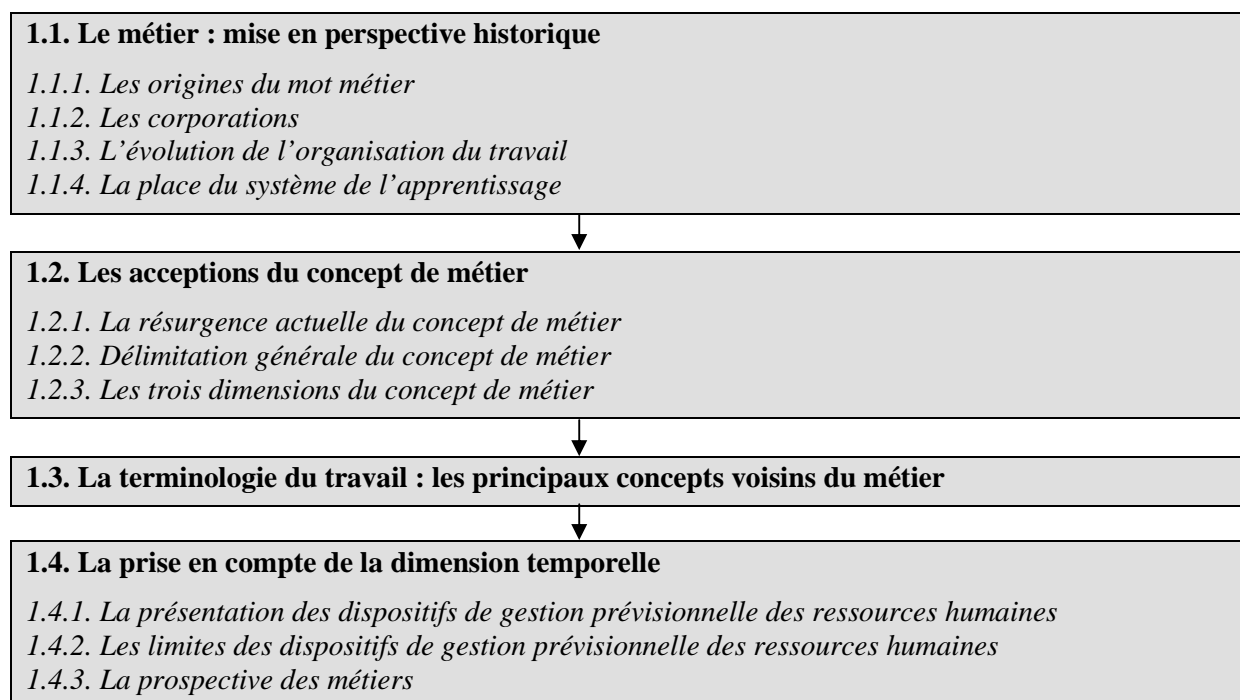 1.1. Le métier : mise en perspective historique
1.1.1. Les origines du mot métier
1.1.2. Les corporations
1.1.3. L’évolution de l’organisation du travail
1.1.4. La place du système de l’apprentissage
1.2. Les acceptions du concept de métier
1.2.1. La résurgence actuelle du concept de métier
1.2.2. Délimitation générale du concept de métier
1.2.3. Les trois dimensions du concept de métier
1.3. La terminologie du travail : les principaux concepts voisins du métier
1.4. La prise en compte de la dimension temporelle
1.4.1. La présentation des dispositifs de gestion prévisionnelle des ressources humaines
1.4.2. Les limites des dispositifs de gestion prévisionnelle des ressources humaines
1.4.3. La prospective des métiers